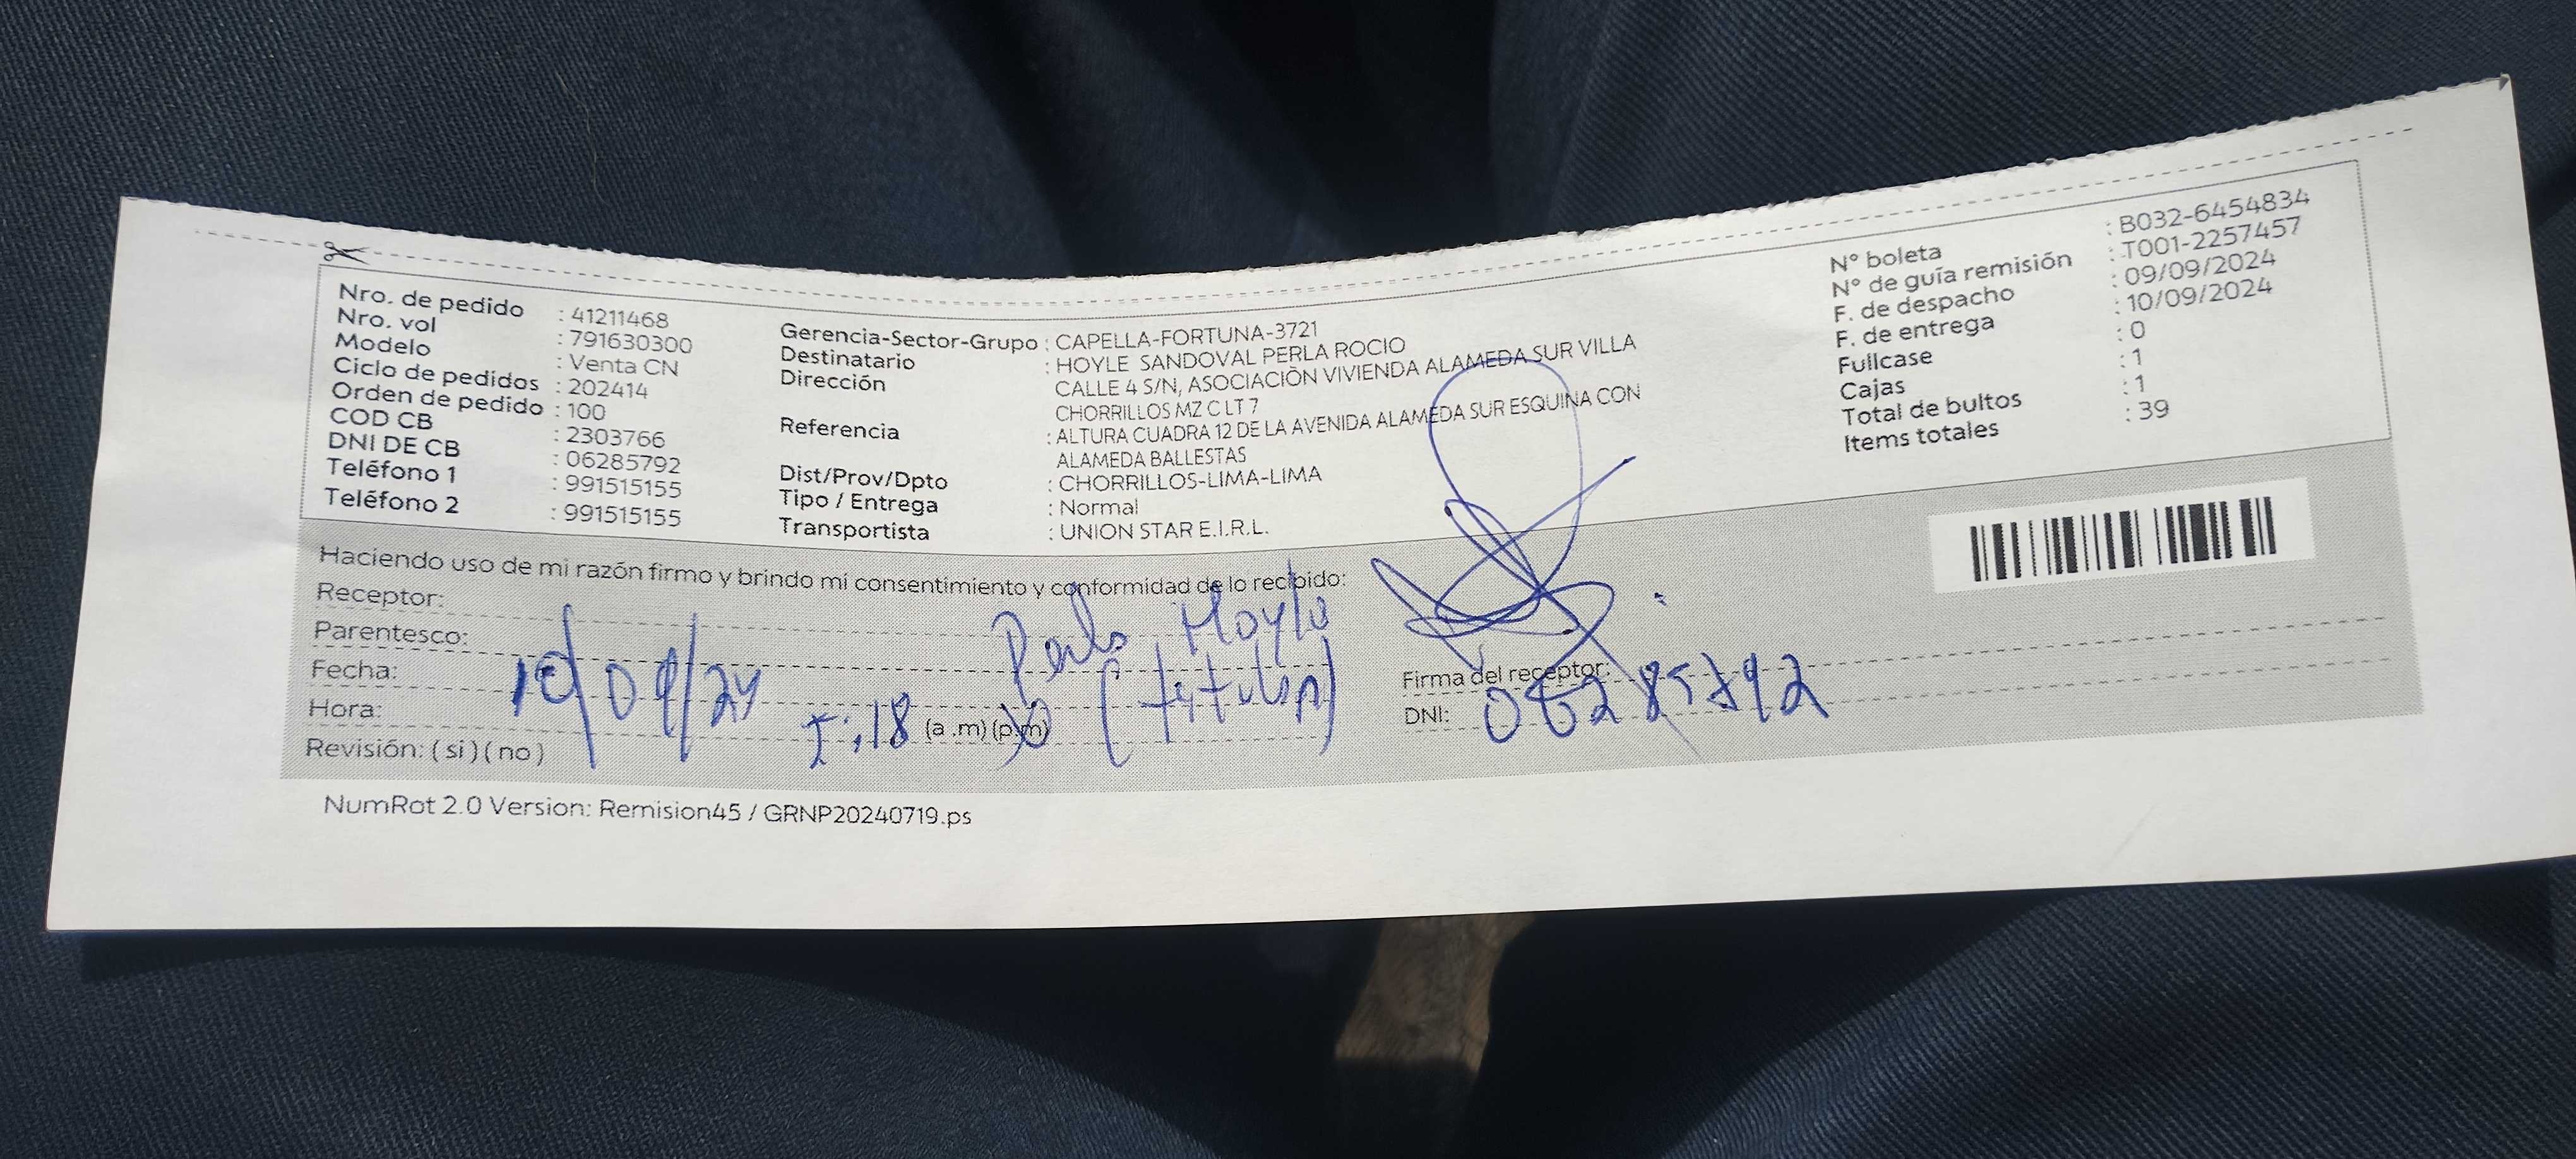 Nro. de pedido : 41211468
Nro. vol : 791630300
Modelo : Venta CN
Ciclo de pedidos : 202414
Orden de pedido : 100
COD CB : 2303766
DNI DE CB : 06285792
Teléfono 1 : 991515155
Teléfono 2 : 991515155
Gerencia-Sector-Grupo : CAPELLA-FORTUNA-3721
Destinatario : HOYLE SANDOVAL PERLA ROCIO
Dirección : CALLE 4 S/N, ASOCIACIÓN VIVIENDA ALAMEDA SUR VILLA
CHORRILLOS MZ C LT 7
Referencia : ALTURA CUADRA 12 DE LA AVENIDA ALAMEDA SUR ESQUINA CON
ALAMEDA BALLESTAS
Dist/Prov/Dpto : CHORRILLOS-LIMA-LIMA
Tipo / Entrega : Normal
Transportista : UNION STAR E.I.R.L.
N° boleta : B032-6454834
N° de guía remisión : T001-2257457
F. de despacho : 09/09/2024
F. de entrega : 10/09/2024
Fullcase : 0
Cajas : 1
Total de bultos : 1
Items totales : 39
Haciendo uso de mi razón firmo y brindo mi consentimiento y conformidad de lo recibido:
Receptor: Perla Hoyle
Parentesco: (titular)
Fecha: 10/09/24
Hora: :18 (a .m) (p.m)
Revisión: ( si ) ( no )
Firma del receptor:
DNI: 06285792
NumRot 2.0 Version: Remision45 / GRNP20240719.ps